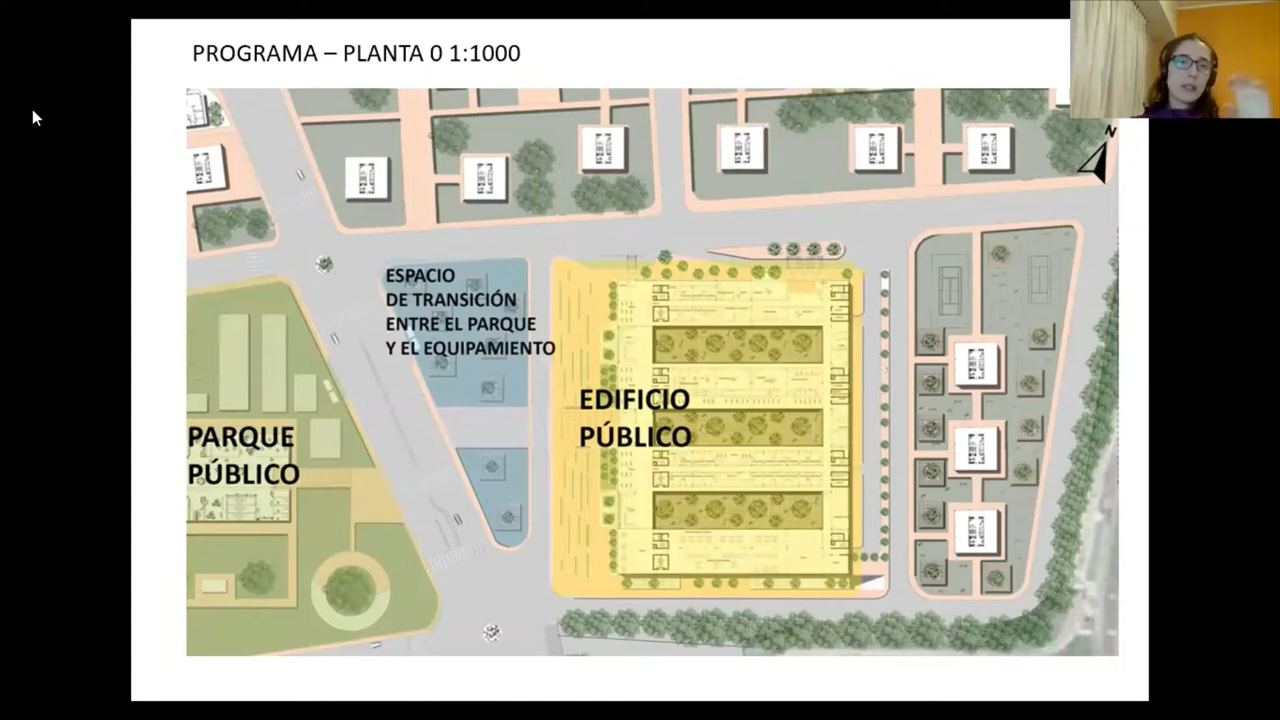 PROGRAMA – PLANTA 0 1:1000
N
ESPACIO
DE TRANSICIÓN
ENTRE EL PARQUE
Y EL EQUIPAMIENTO
EDIFICIO
PÚBLICO
PARQUE
PÚBLICO